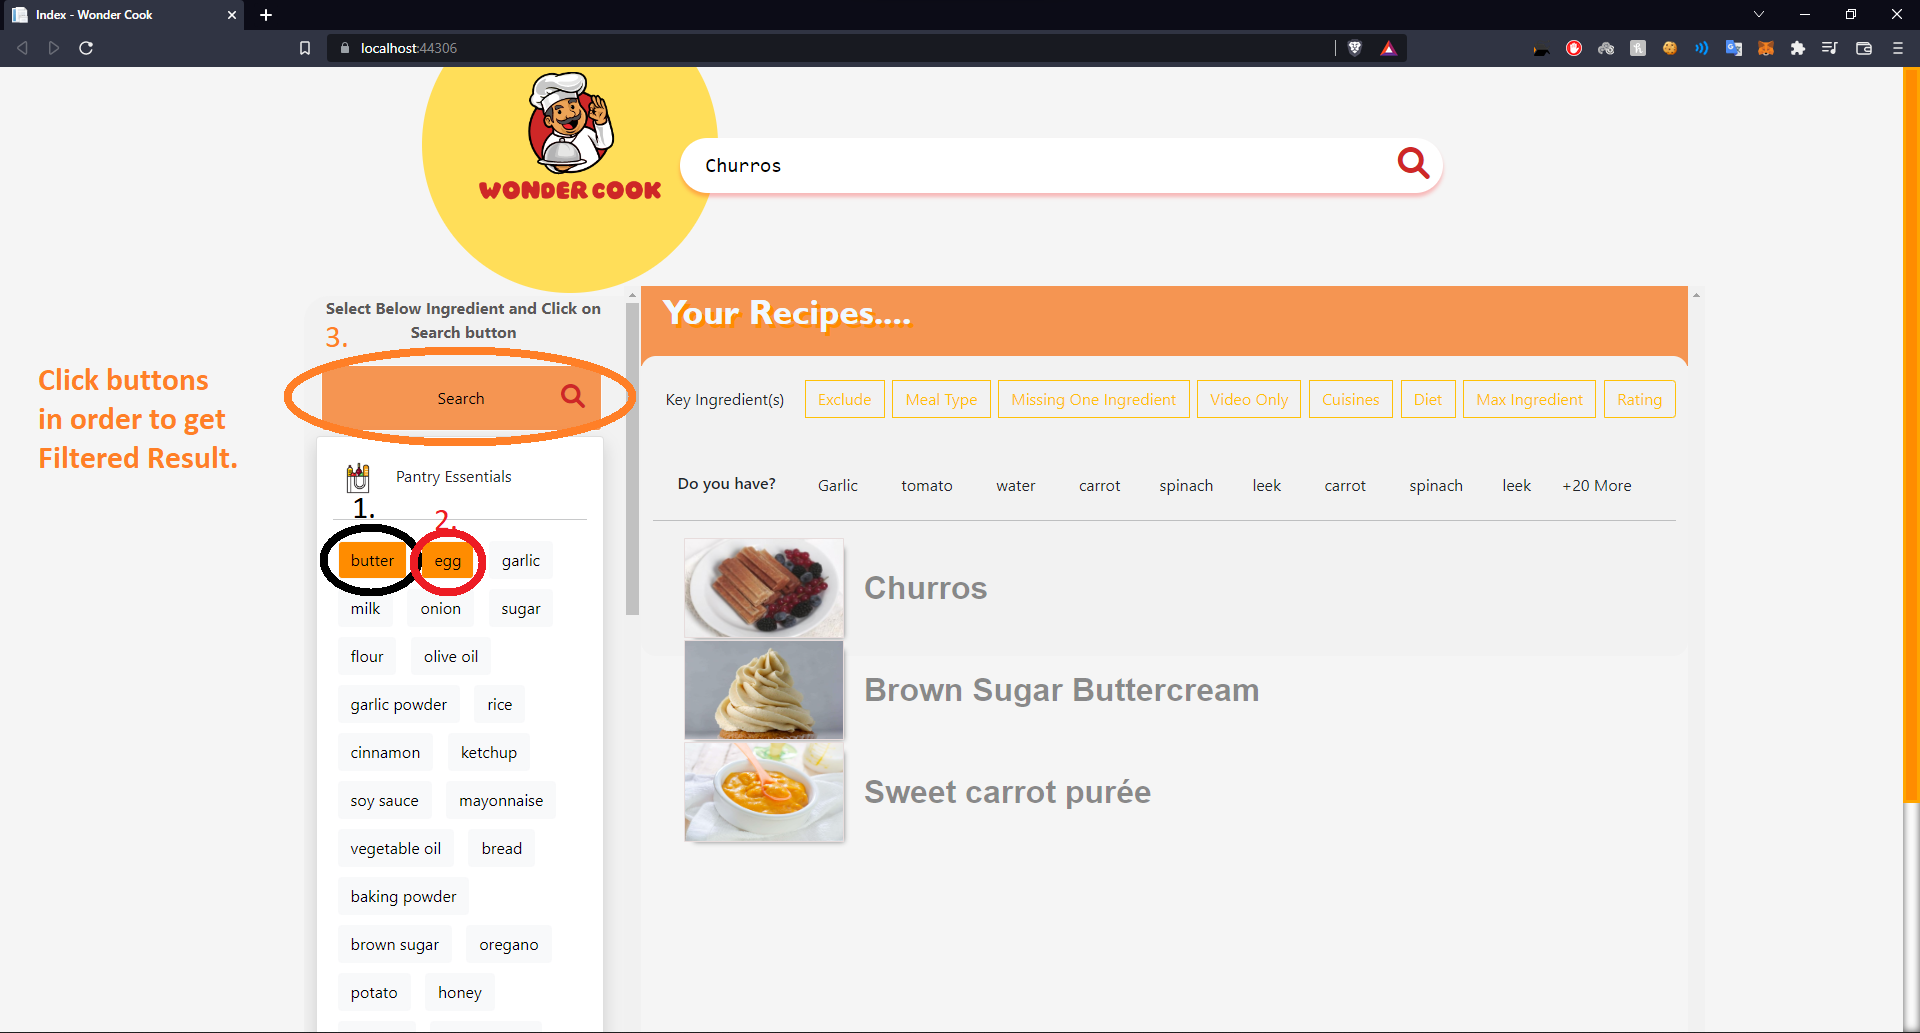 Index - Wonder Cook
localhost:44306
WONDER COOK
Churros
Select Below Ingredient and Click on
Search button
3.
Search
Click buttons
in order to get
Filtered Result.
Pantry Essentials
1.
2.
butter egg garlic
milk onion sugar
flour olive oil
garlic powder rice
cinnamon ketchup
soy sauce mayonnaise
vegetable oil bread
baking powder
brown sugar oregano
potato honey
Your Recipes....
Key Ingredient(s) Exclude Meal Type Missing One Ingredient Video Only Cuisines Diet Max Ingredient Rating
Do you have? Garlic tomato water carrot spinach leek carrot spinach leek +20 More
Churros
Brown Sugar Buttercream
Sweet carrot purée